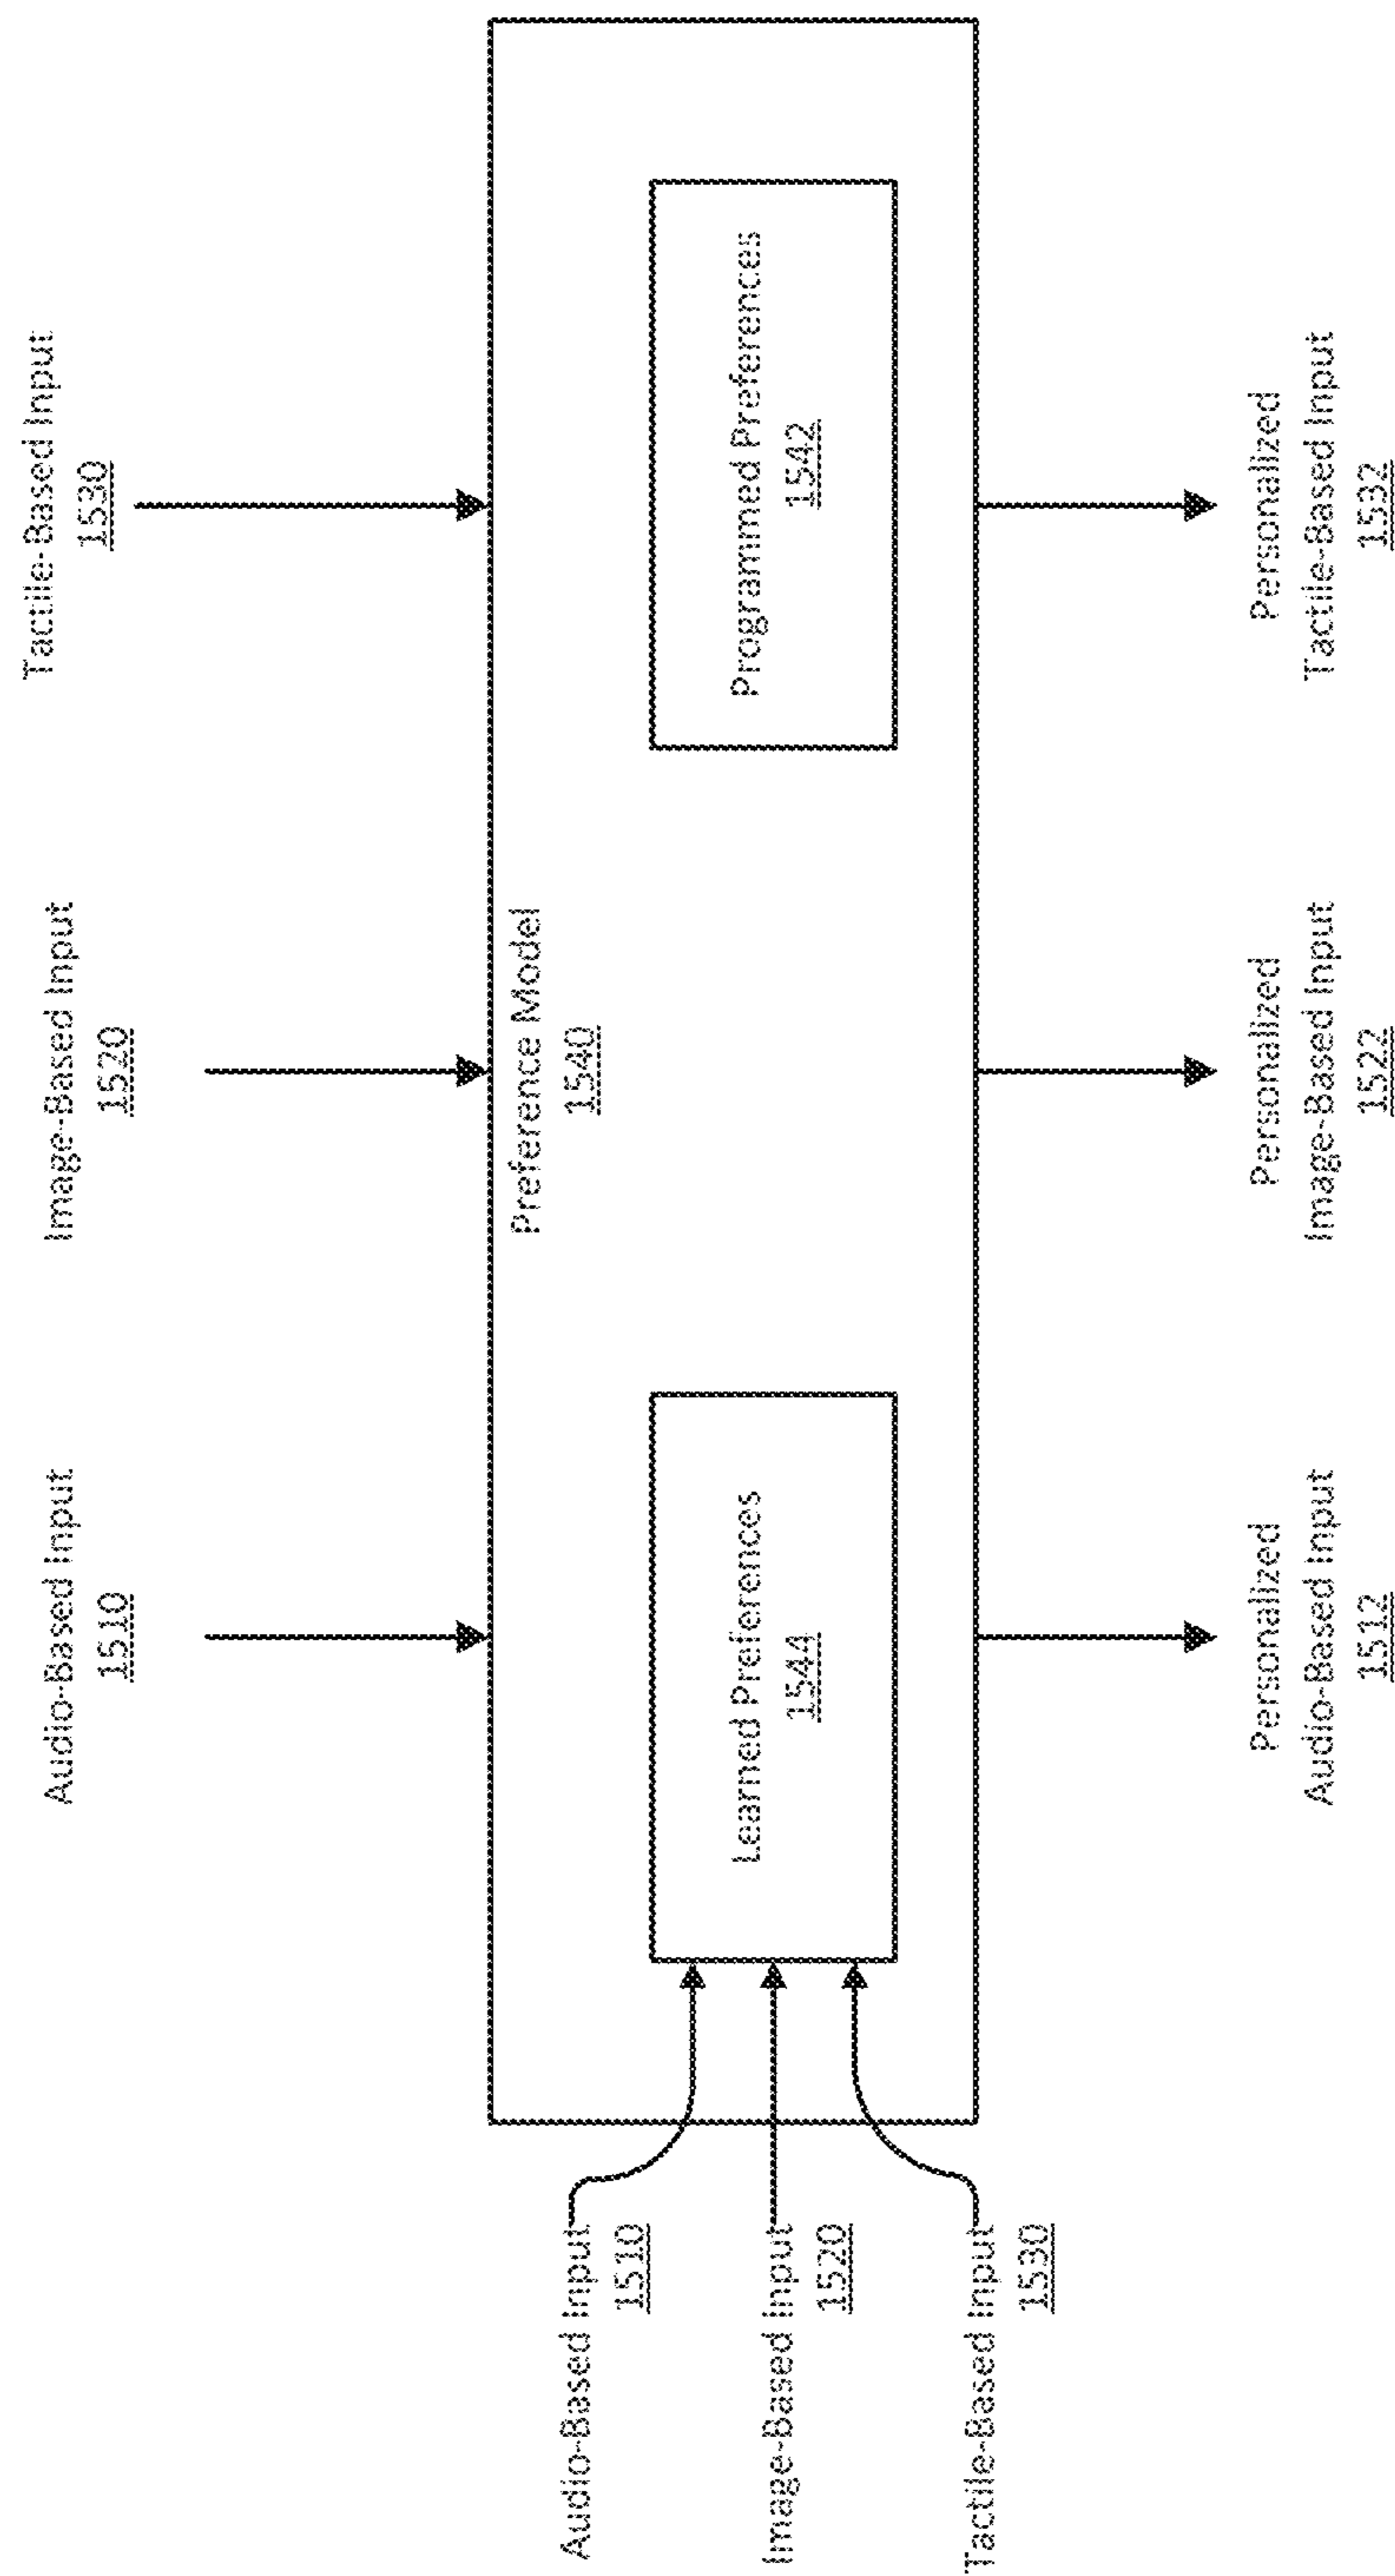 Audio-Based Input
1510
Image-Based Input
1520
Tactile-Based Input
1530
Preference Model
1540
Audio-Based Input
1510
Image-Based Input
1520
Tactile-Based Input
1530
Learned Preferences
1544
Programmed Preferences
1542
Personalized
Audio-Based Input
1512
Personalized
Image-Based Input
1522
Personalized
Tactile-Based Input
1532